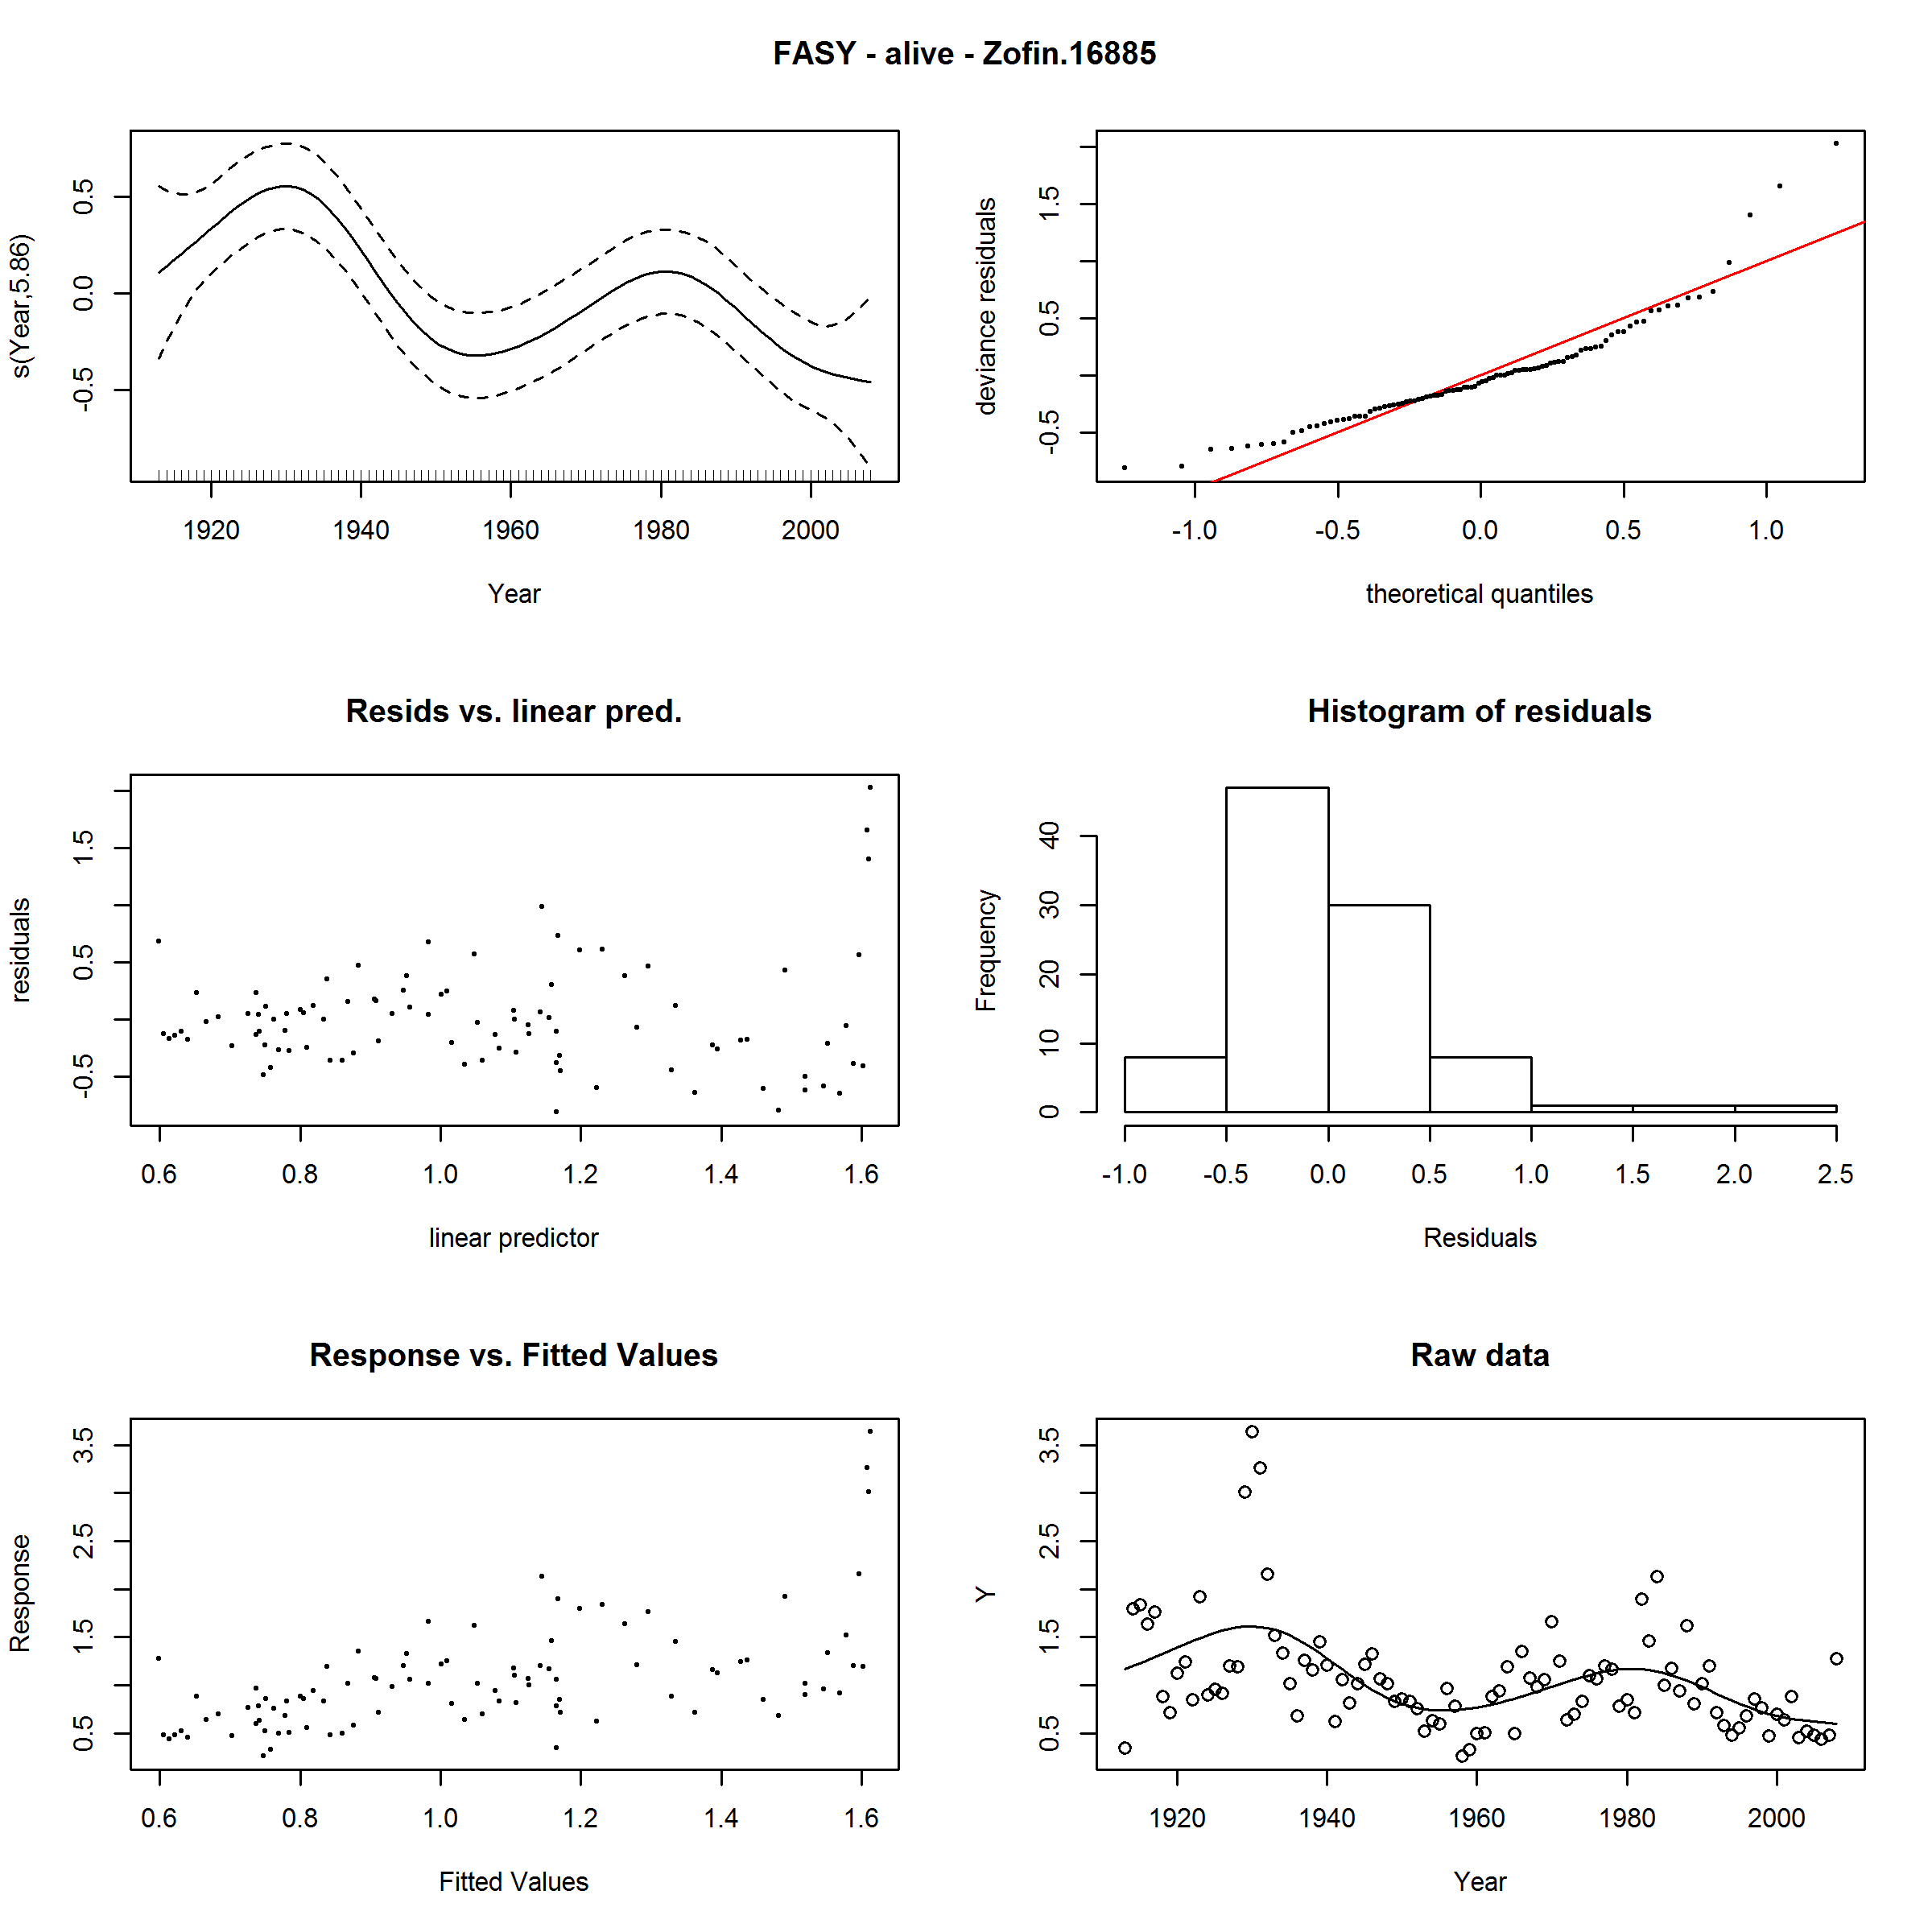 FASY - alive - Zofin.16885
s(Year,5.86)
0.5
0.0
-0.5
1920 1940 1960 1980 2000
Year
deviance residuals
1.5
0.5
-0.5
-1.0 -0.5 0.0 0.5 1.0
theoretical quantiles
Resids vs. linear pred.
residuals
1.5
0.5
-0.5
0.6 0.8 1.0 1.2 1.4 1.6
linear predictor
Histogram of residuals
Frequency
40
30
20
10
0
-1.0 -0.5 0.0 0.5 1.0 1.5 2.0 2.5
Residuals
Response vs. Fitted Values
Response
3.5
2.5
1.5
0.5
0.6 0.8 1.0 1.2 1.4 1.6
Fitted Values
Raw data
Y
3.5
2.5
1.5
0.5
1920 1940 1960 1980 2000
Year